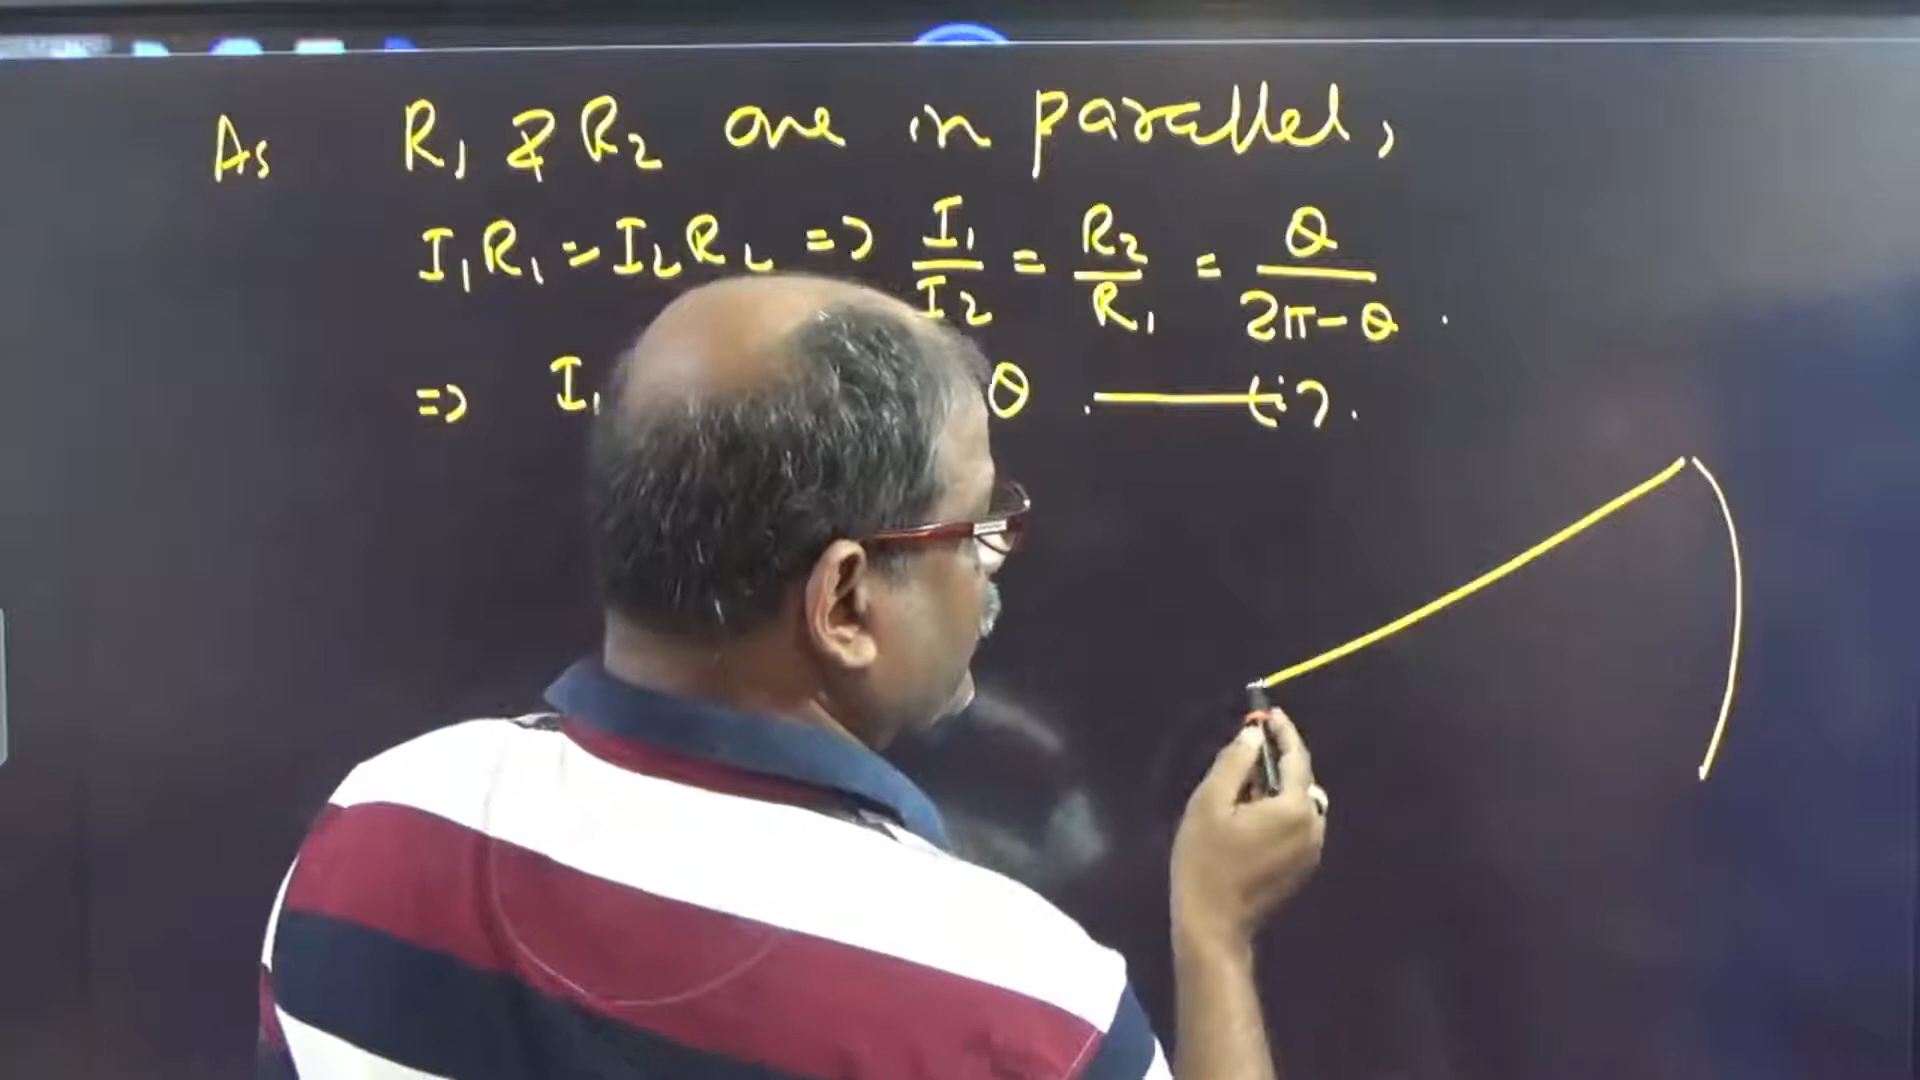 As R₁ & R₂ are in parallel,
I₁R₁ = I₂R₂ => I₁/I₂ = R₂/R₁ = θ/2π-θ .
=> I₁ θ . ——— (i).